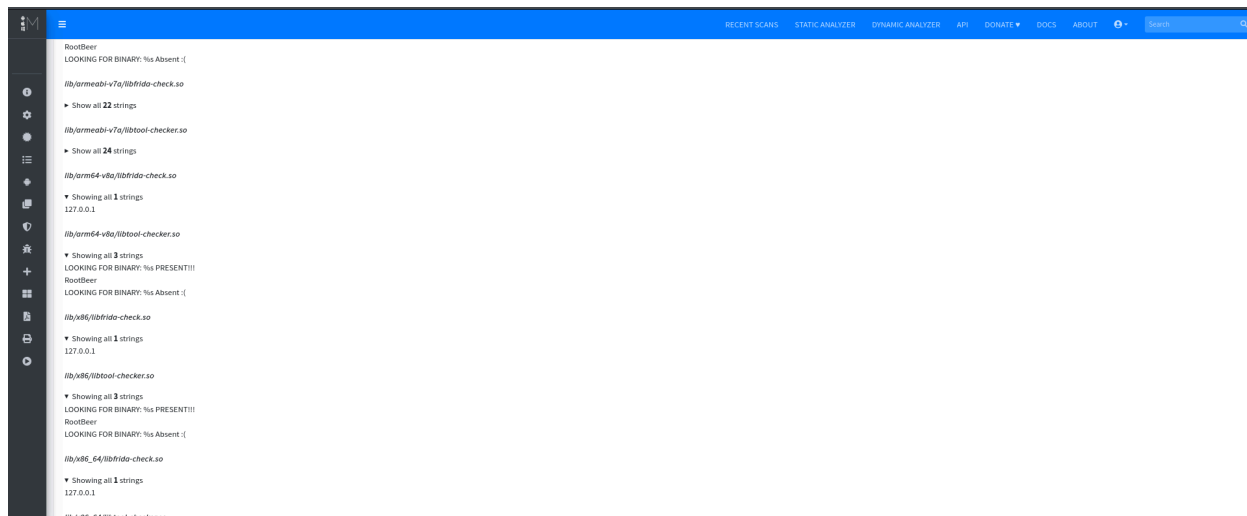 iM
☰ RECENT SCANS STATIC ANALYZER DYNAMIC ANALYZER API DONATE ♥ DOCS ABOUT Search
RootBeer
LOOKING FOR BINARY: %s Absent :(
lib/armeabi-v7a/libfrida-check.so
▸ Show all 22 strings
lib/armeabi-v7a/libtool-checker.so
▸ Show all 24 strings
lib/arm64-v8a/libfrida-check.so
▾ Showing all 1 strings
127.0.0.1
lib/arm64-v8a/libtool-checker.so
▾ Showing all 3 strings
LOOKING FOR BINARY: %s PRESENT!!!
RootBeer
LOOKING FOR BINARY: %s Absent :(
lib/x86/libfrida-check.so
▾ Showing all 1 strings
127.0.0.1
lib/x86/libtool-checker.so
▾ Showing all 3 strings
LOOKING FOR BINARY: %s PRESENT!!!
RootBeer
LOOKING FOR BINARY: %s Absent :(
lib/x86_64/libfrida-check.so
▾ Showing all 1 strings
127.0.0.1